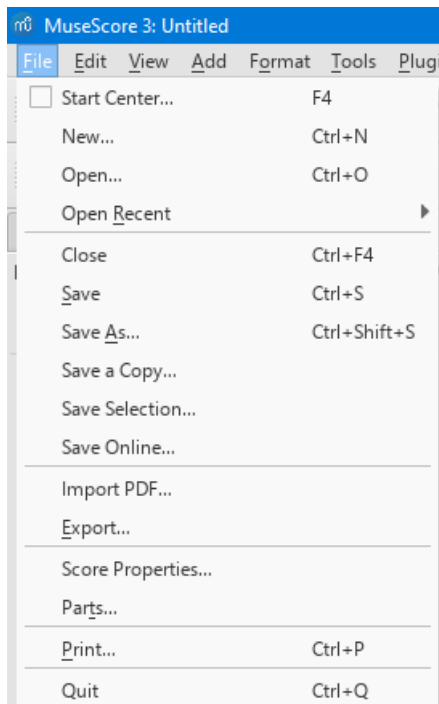 MuseScore 3: Untitled
File Edit View Add Format Tools Plugi
Start Center... F4
New... Ctrl+N
Open... Ctrl+O
Open Recent
Close Ctrl+F4
Save Ctrl+S
Save As... Ctrl+Shift+S
Save a Copy...
Save Selection...
Save Online...
Import PDF...
Export...
Score Properties...
Parts...
Print... Ctrl+P
Quit Ctrl+Q